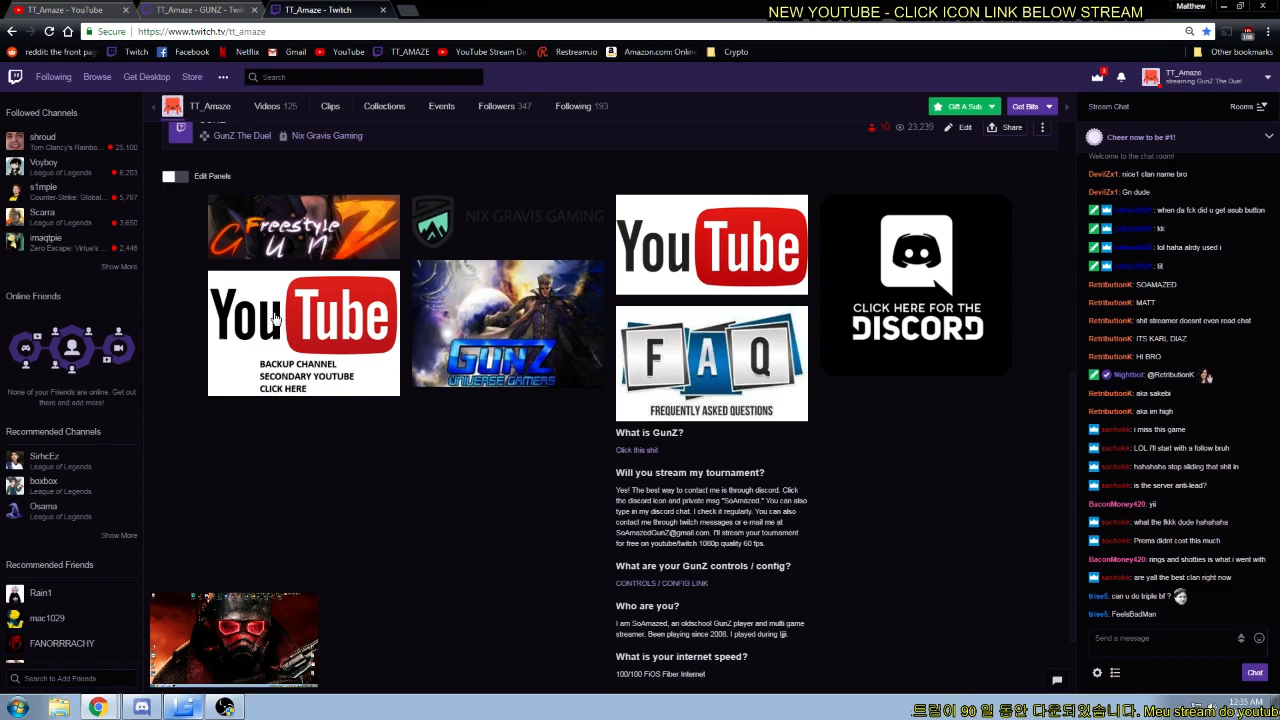 NEW YOUTUBE - CLICK ICON LINK BELOW STREAM
TT_Amaze - YouTube
TT_Amaze - GUNZ - Twitch
TT_Amaze - Twitch
Matthew
Secure
https://www.twitch.tv/tt_amaze
reddit: the front page
Twitch
Facebook
Netflix
Gmail
YouTube
TT_AMAZE
YouTube Stream Da
Restream.io
Amazon.com: Online
Crypto
Other bookmarks
Following
Browse
Get Desktop
Store
Search
TT_Amaze
streaming GunZ The Duel
Followed Channels
shroud
Tom Clancy's Rainbo...
25,100
Voyboy
League of Legends
6,203
s1mple
Counter-Strike: Global...
5,767
Scarra
League of Legends
3,650
imaqtpie
Zero Escape: Virtue's ...
2,446
Show More
Online Friends
None of your Friends are online. Get out
there and add more!
Recommended Channels
SirhcEz
League of Legends
boxbox
League of Legends
Osama
League of Legends
Show More
Recommended Friends
Rain1
mac1029
FANORRRACHY
Search to Add Friends
TT_Amaze
Videos 125
Clips
Collections
Events
Followers 347
Following 193
Gift A Sub
Get Bits
GunZ The Duel
Nix Gravis Gaming
10
23,239
Edit
Share
Edit Panels
Freestyle
GunZ
NIX GRAVIS GAMING
YouTube
BACKUP CHANNEL
SECONDARY YOUTUBE
CLICK HERE
GUNZ
UNIVERSE GAMERS
YouTube
FAQ
FREQUENTLY ASKED QUESTIONS
What is GunZ?
Click this shit
Will you stream my tournament?
Yes! The best way to contact me is through discord. Click
the discord icon and private msg "SoAmazed." You can also
type in my discord chat. I check it regularly. You can also
contact me through twitch messages or e-mail me at
SoAmazedGunZ@gmail.com. I'll stream your tournament
for free on youtube/twitch 1080p quality 60 fps.
What are your GunZ controls / config?
CONTROLS / CONFIG LINK
Who are you?
I am SoAmazed, an oldschool GunZ player and multi game
streamer. Been playing since 2008. I played during Ijji.
What is your internet speed?
100/100 FiOS Fiber Internet
CLICK HERE FOR THE
DISCORD
Stream Chat
Rooms
Cheer now to be #1!
Welcome to the chat room!
DevilZx1: nice1 clan name bro
DevilZx1: Gn dude
: when da fck did u get asub button
: kk
: lol haha alrdy used i
RetributionK: SOAMAZED
RetributionK: MATT
RetributionK: shit streamer doesnt even read chat
RetributionK: ITS KARL DIAZ
RetributionK: HI BRO
Nightbot: @RetributionK
RetributionK: aka sakebi
RetributionK: aka im high
sachokk: i miss this game
sachokk: LOL i'll start with a follow bruh
sachokk: hahahaha stop sliding that shit in
sachokk: is the server anti-lead?
BaconMoney420: yii
sachokk: what the fkkk dude hahahaha
sachokk: Prems didnt cost this much
BaconMoney420: rings and shotties is what i went with
sachokk: are yall the best clan right now
trise5: can u do triple bf ?
trise5: FeelsBadMan
Send a message
Chat
12:35 AM
트림이 90 일 동안 다운되었습니다. Meu stream do youtub